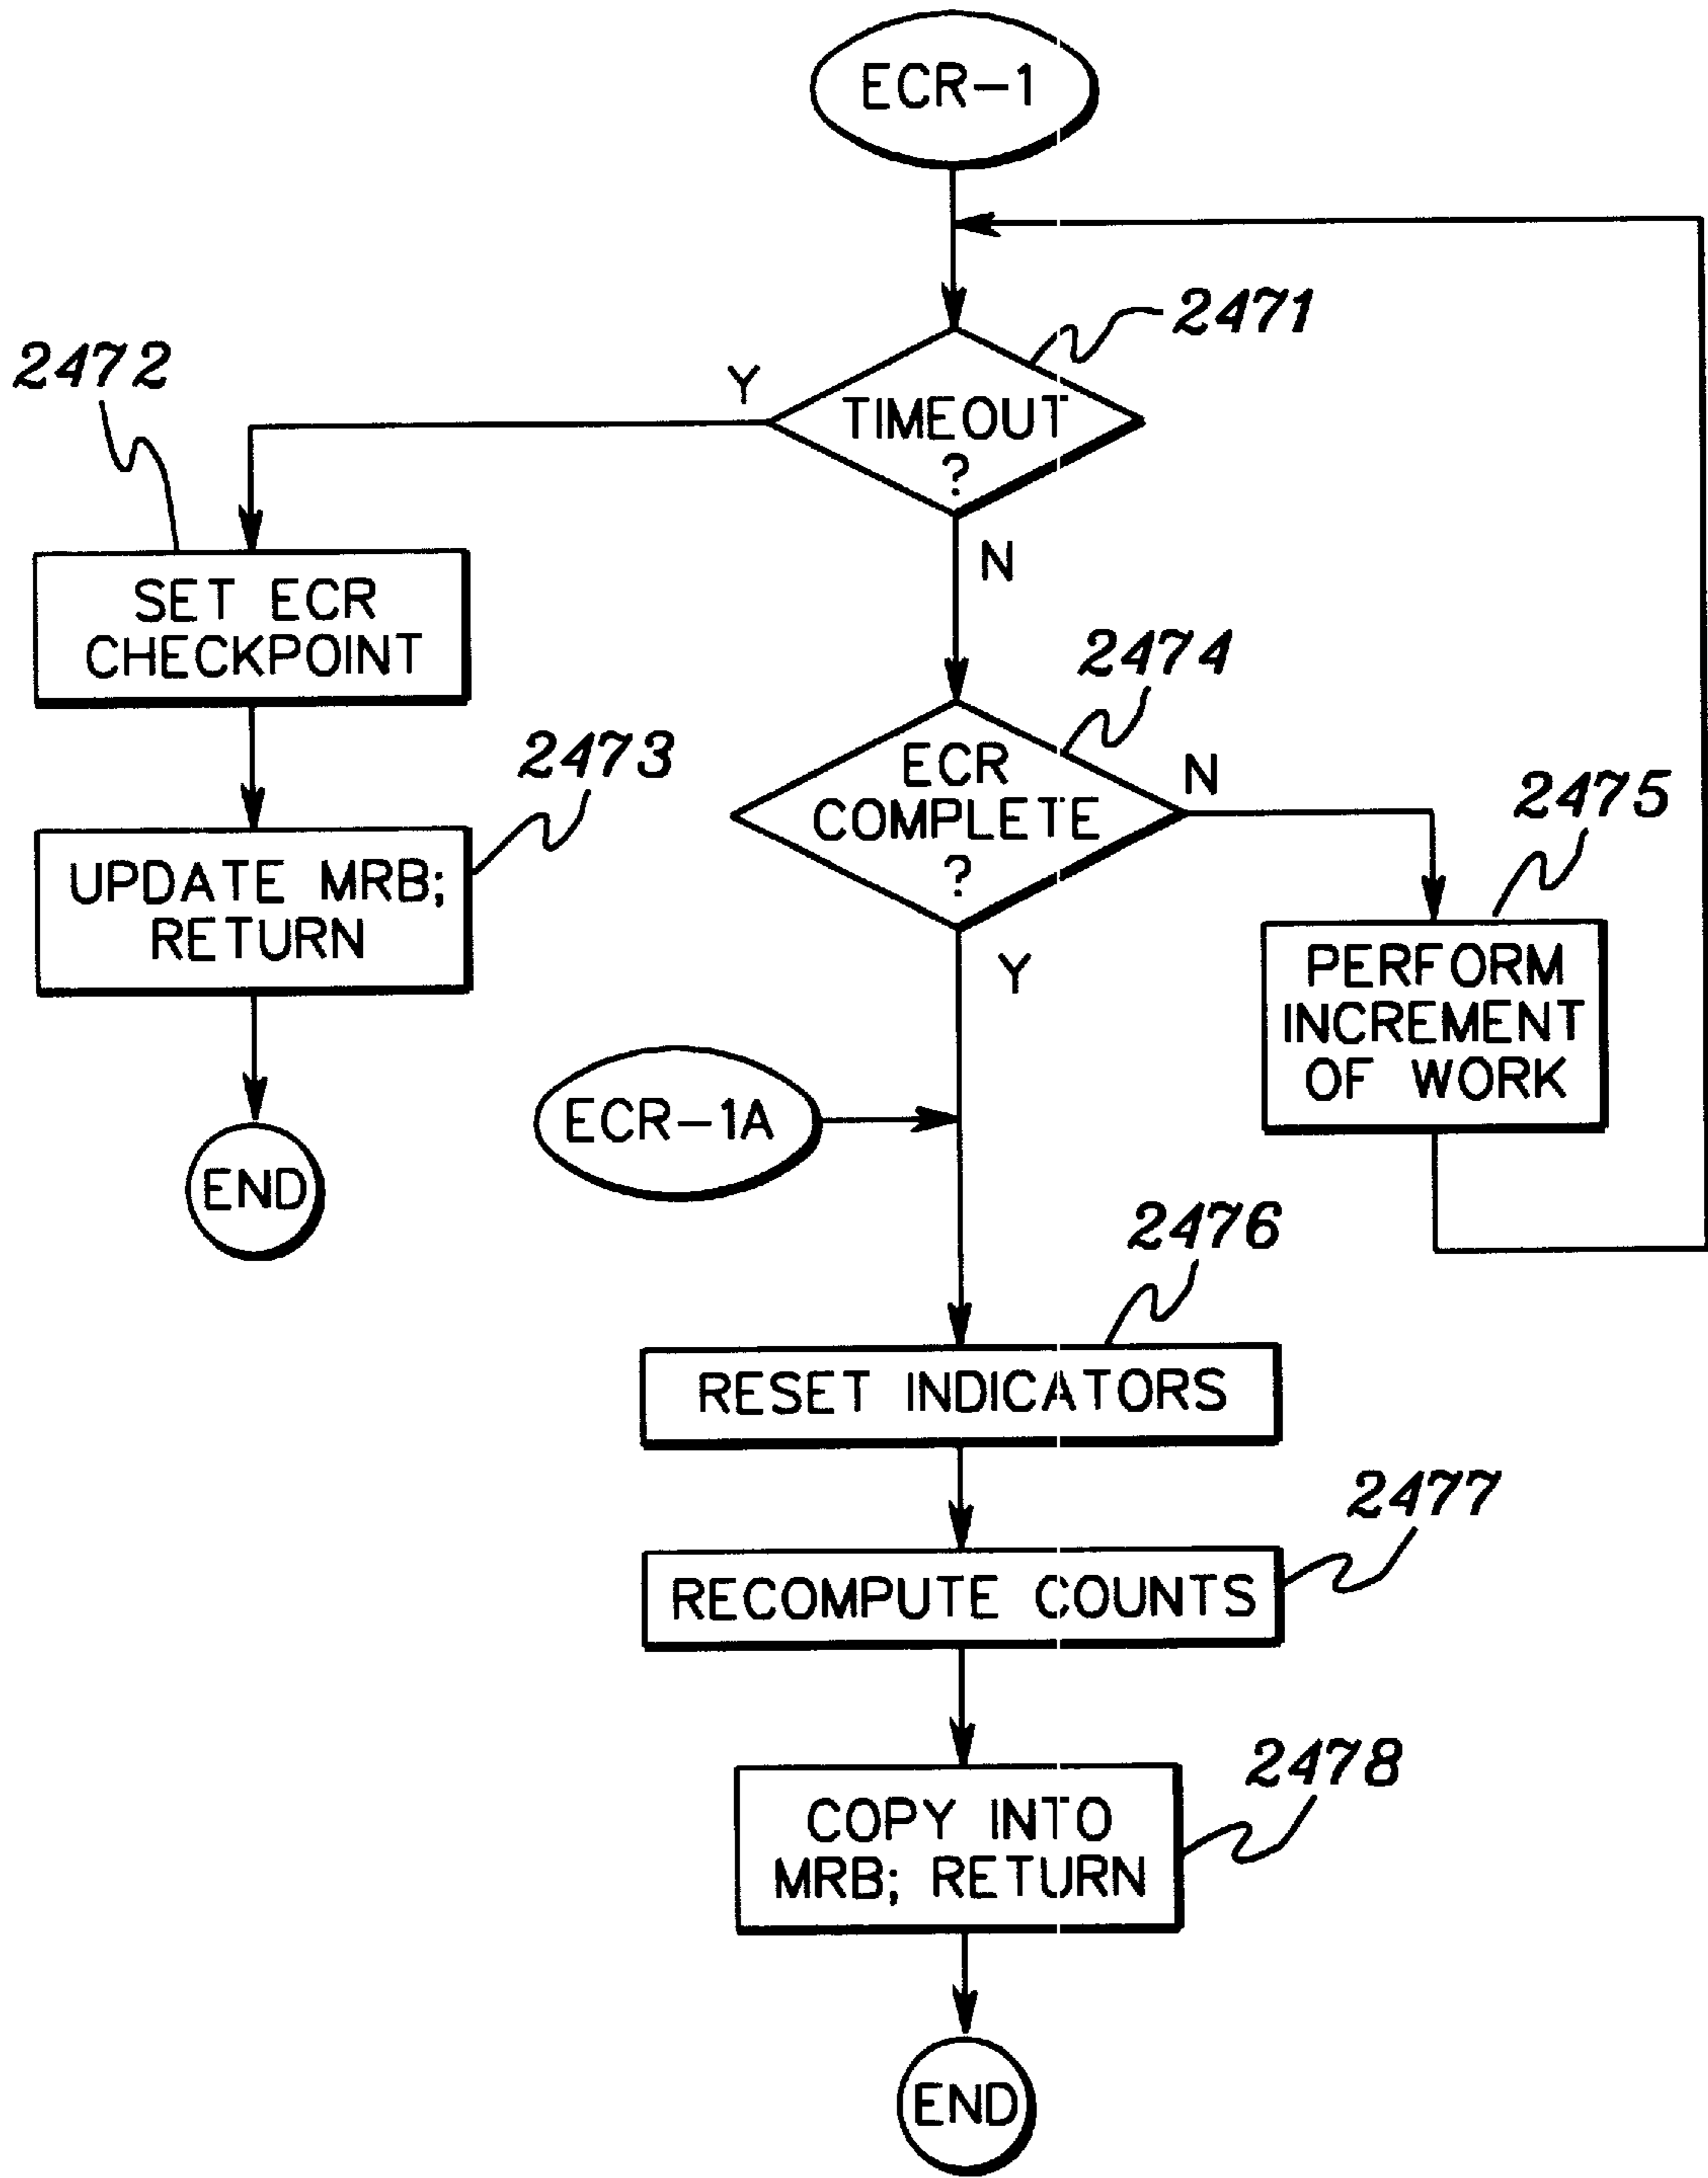 ECR-1
2471
2472
Y
TIMEOUT
?
N
SET ECR
CHECKPOINT
2474
2473
ECR
COMPLETE
?
N
2475
UPDATE MRB;
RETURN
Y
PERFORM
INCREMENT
OF WORK
ECR-1A
END
2476
RESET INDICATORS
2477
RECOMPUTE COUNTS
2478
COPY INTO
MRB; RETURN
END